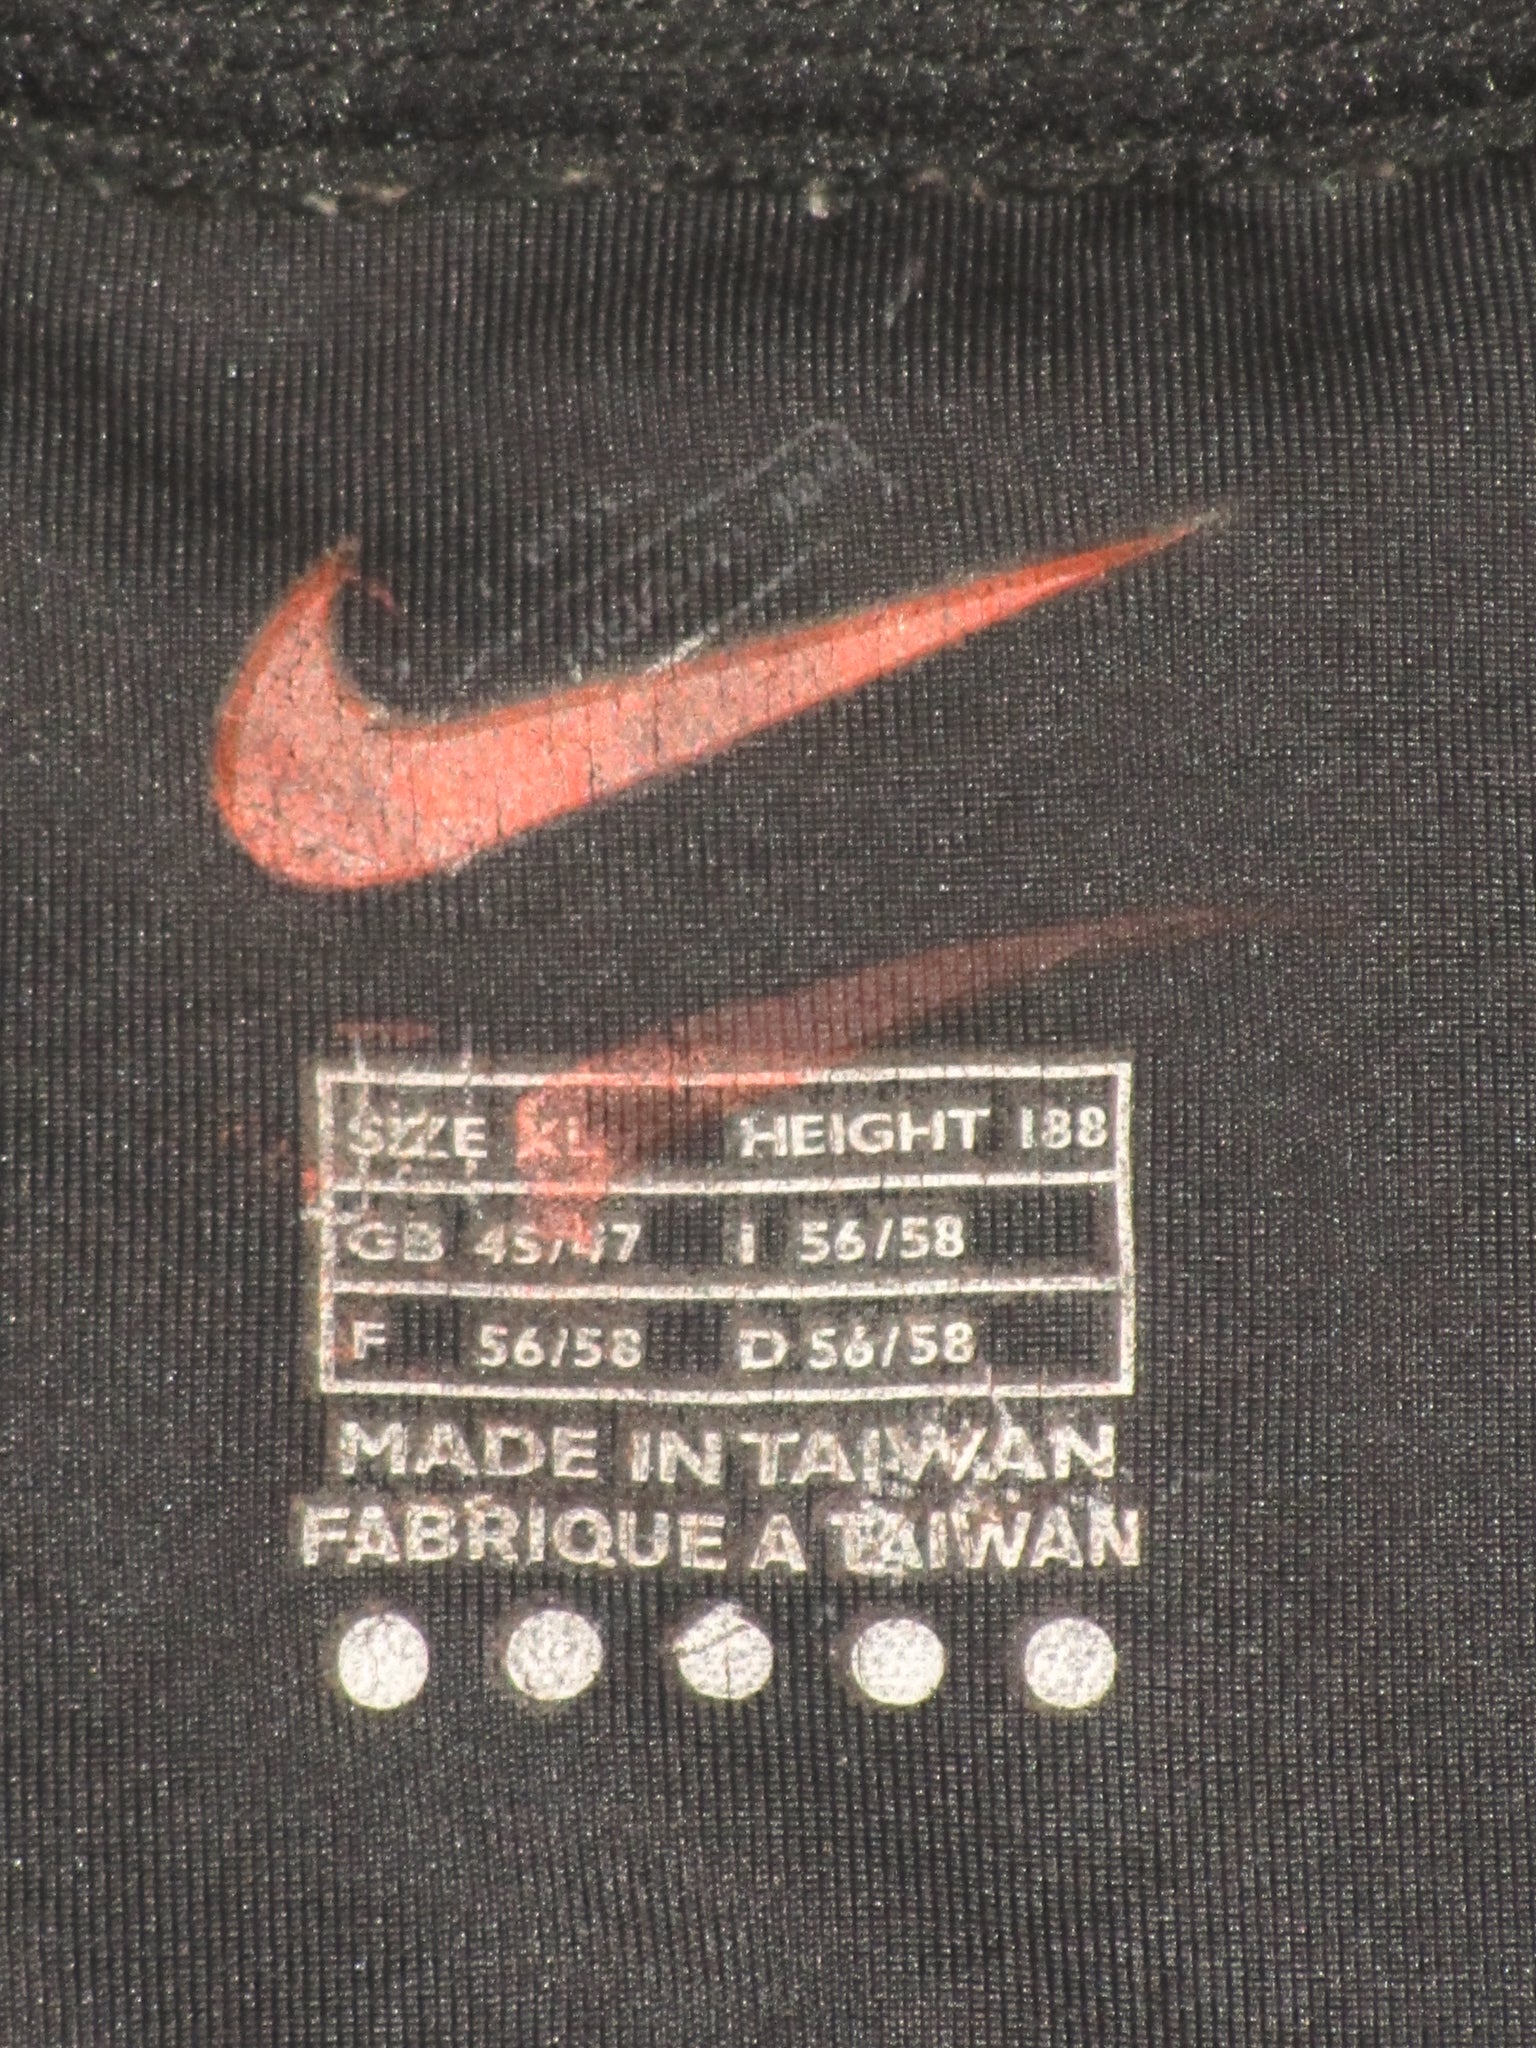 SIZE XL HEIGHT 188
GB 45/47 I 56/58
F 56/58 D 56/58
MADE IN TAIWAN
FABRIQUE A TAIWAN